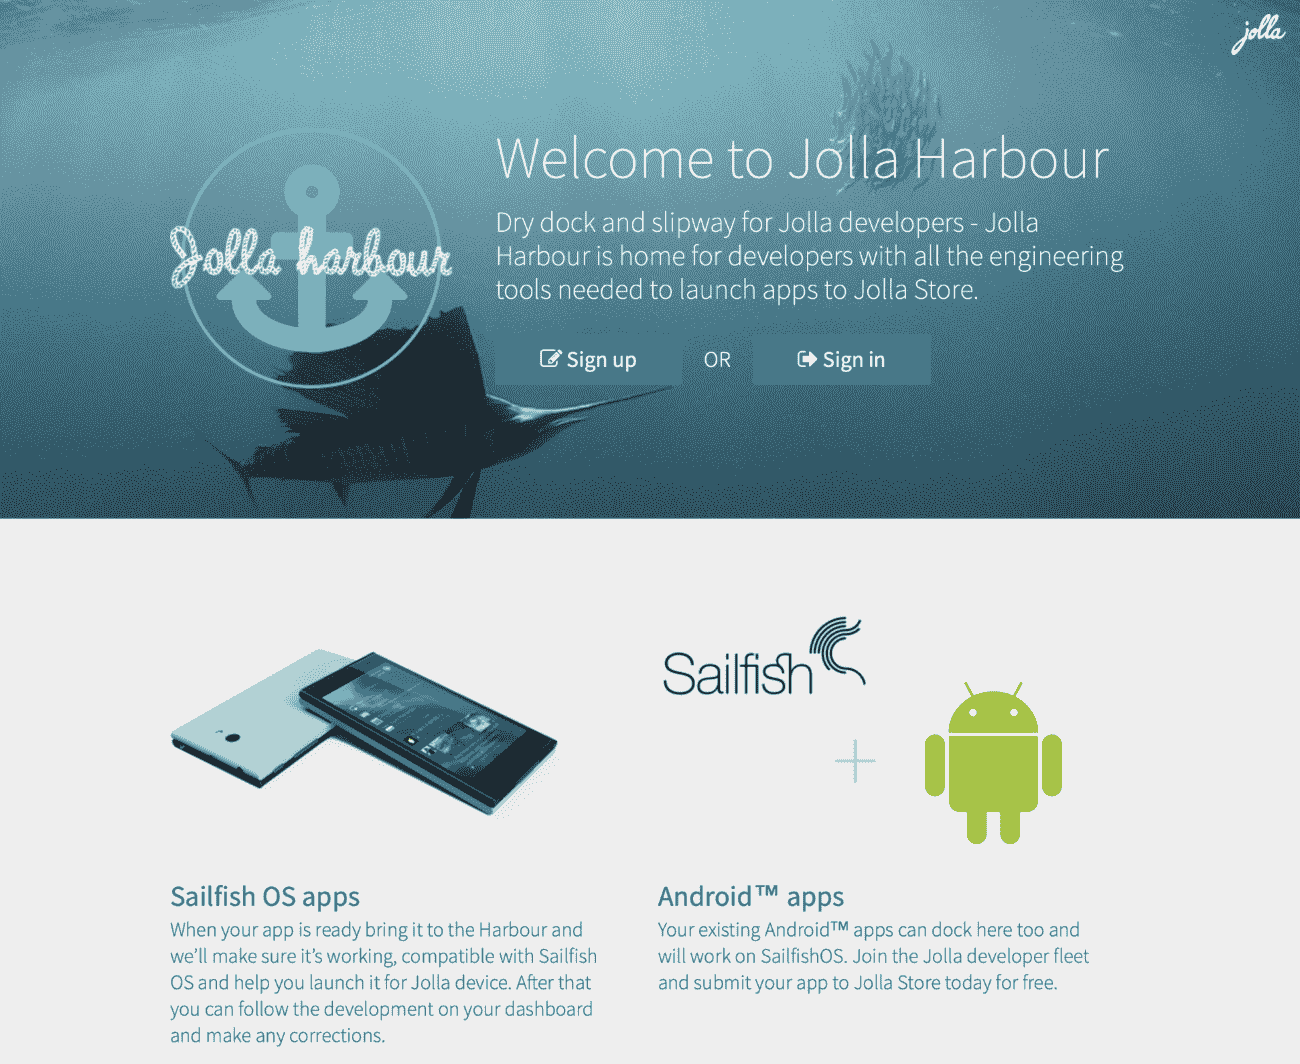 jolla
Jolla harbour
Welcome to Jolla Harbour
Dry dock and slipway for Jolla developers - Jolla
Harbour is home for developers with all the engineering
tools needed to launch apps to Jolla Store.
Sign up OR Sign in
Sailfish
Sailfish OS apps
When your app is ready bring it to the Harbour and
we’ll make sure it’s working, compatible with Sailfish
OS and help you launch it for Jolla device. After that
you can follow the development on your dashboard
and make any corrections.
Android™ apps
Your existing Android™ apps can dock here too and
will work on SailfishOS. Join the Jolla developer fleet
and submit your app to Jolla Store today for free.